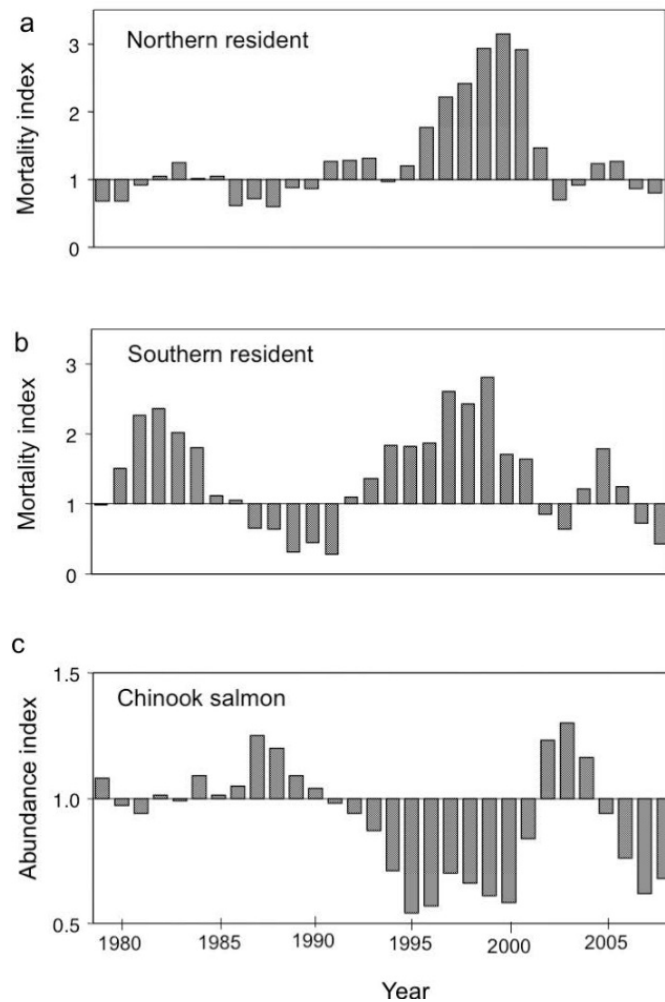 a
Northern resident
Mortality index
3
2
1
0
b
Southern resident
Mortality index
3
2
1
0
c
Chinook salmon
Abundance index
1.5
1.0
0.5
1980 1985 1990 1995 2000 2005
Year